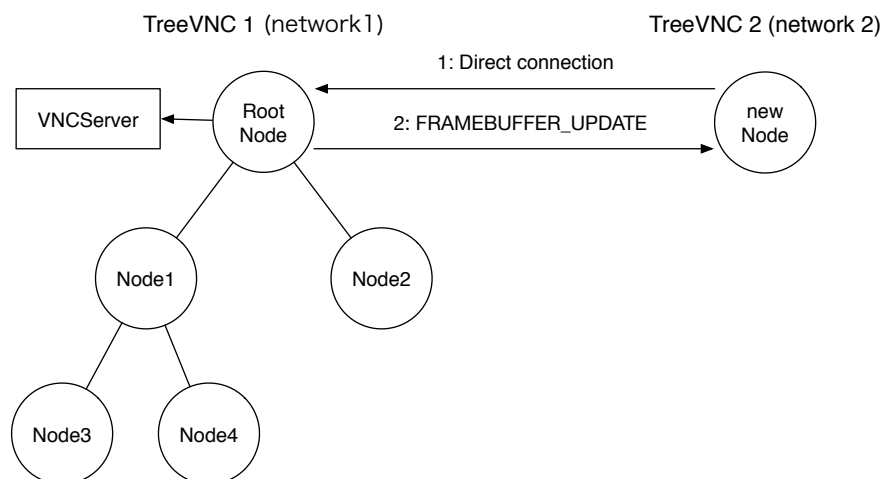 TreeVNC 1 (network1)
TreeVNC 2 (network 2)
1: Direct connection
VNCServer
Root
Node
2: FRAMEBUFFER_UPDATE
new
Node
Node1
Node2
Node3
Node4